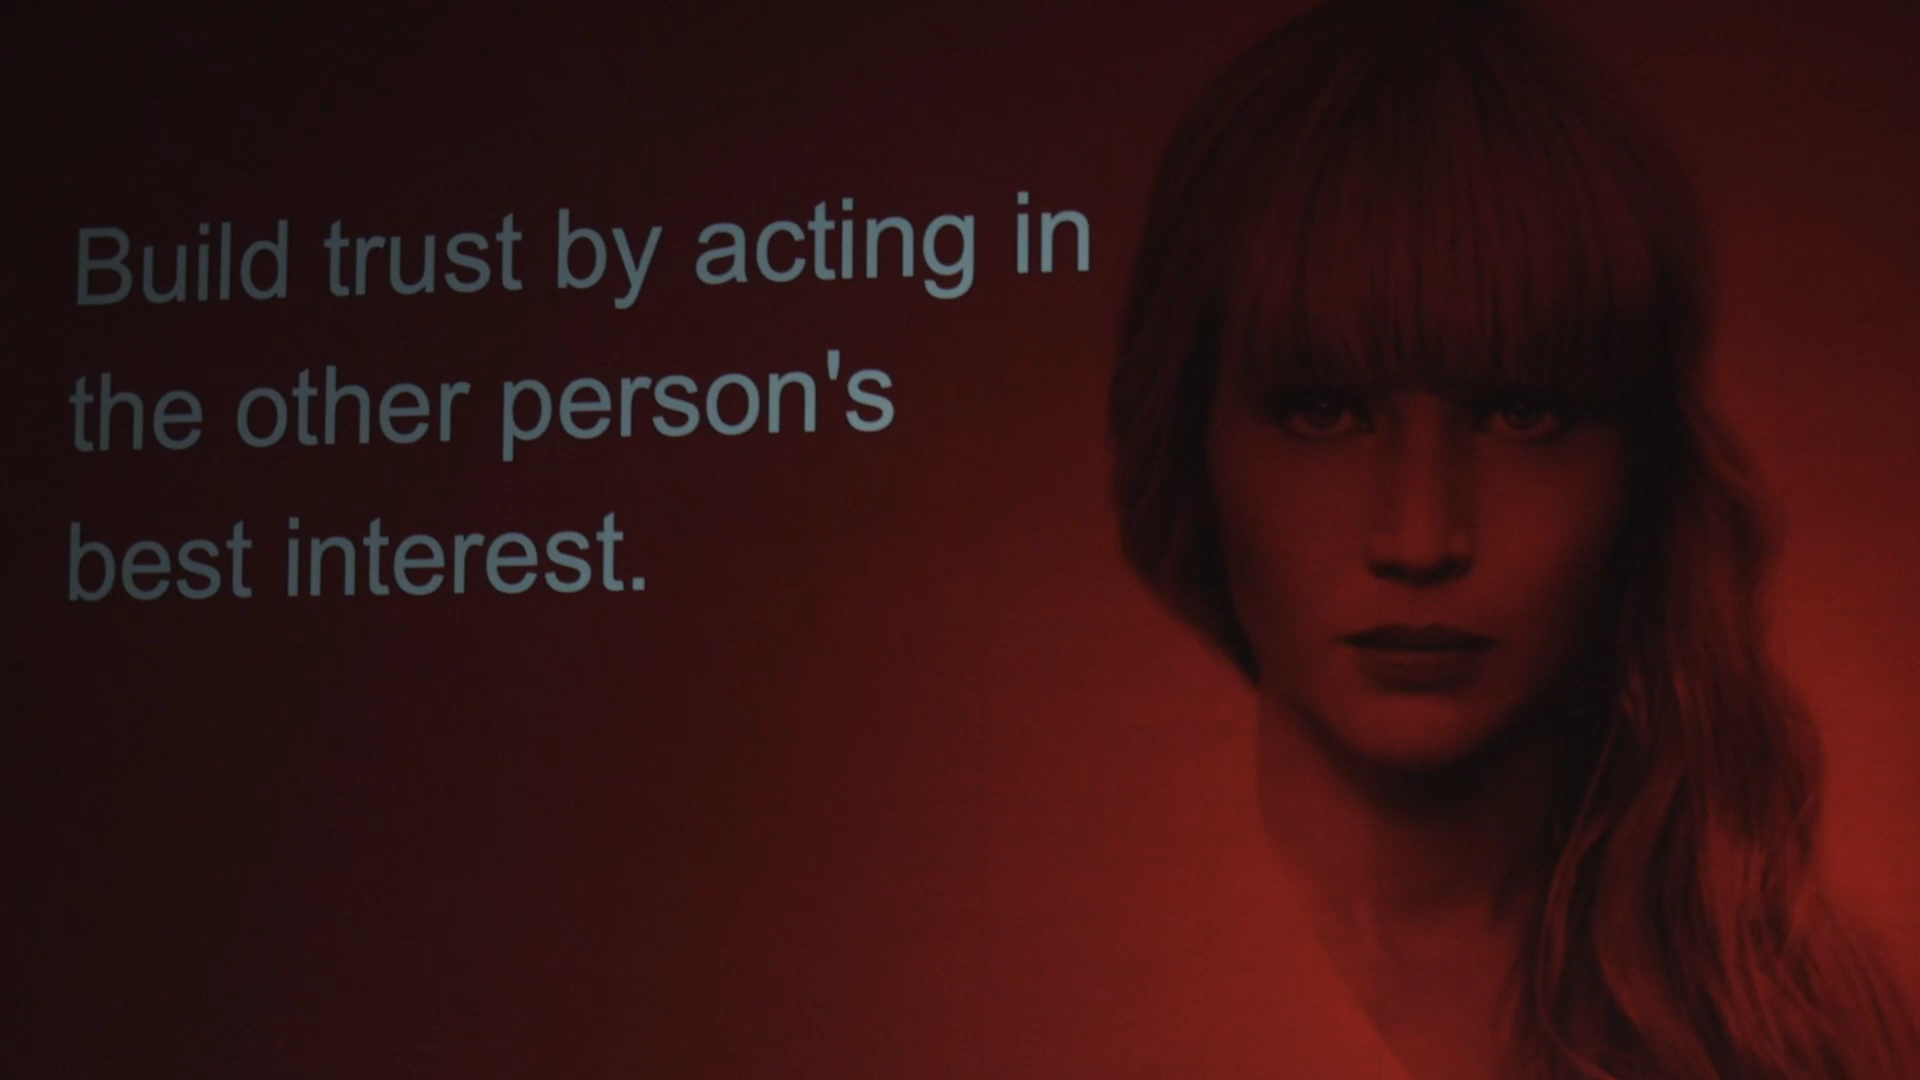 Build trust by acting in
the other person's
best interest.